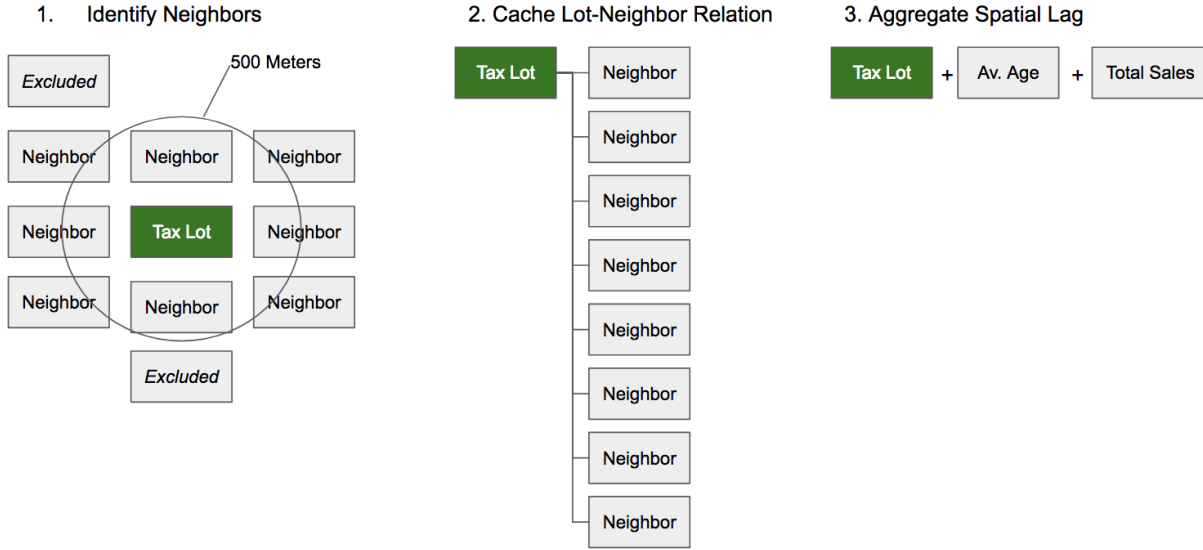 1. Identify Neighbors
500 Meters
Excluded
Neighbor Neighbor Neighbor
Neighbor Tax Lot Neighbor
Neighbor Neighbor Neighbor
Excluded
2. Cache Lot-Neighbor Relation
Tax Lot Neighbor
Neighbor
Neighbor
Neighbor
Neighbor
Neighbor
Neighbor
Neighbor
3. Aggregate Spatial Lag
Tax Lot + Av. Age + Total Sales